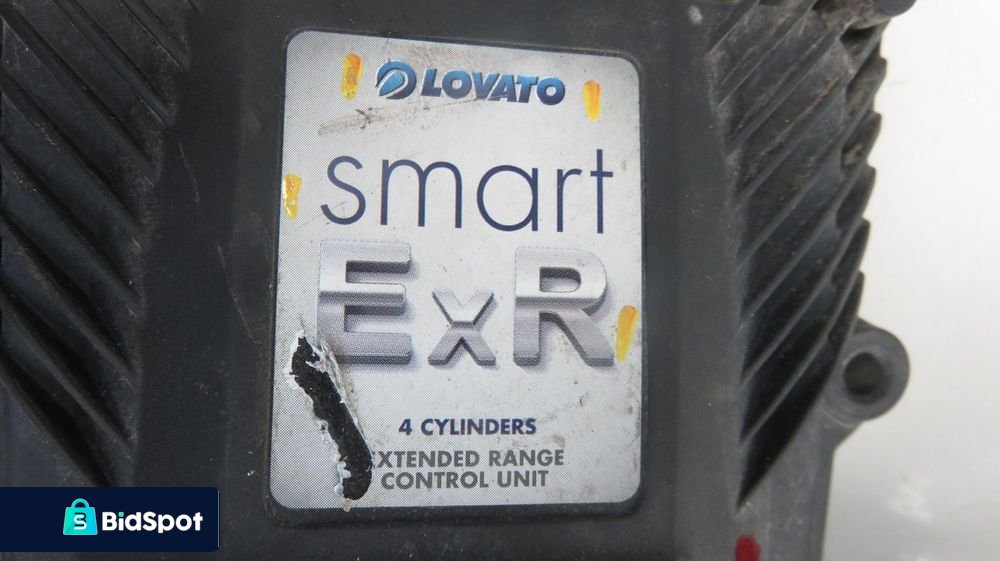 LOVATO
smart
ExR
4 CYLINDERS
XTENDED RANGE
CONTROL UNIT
BidSpot